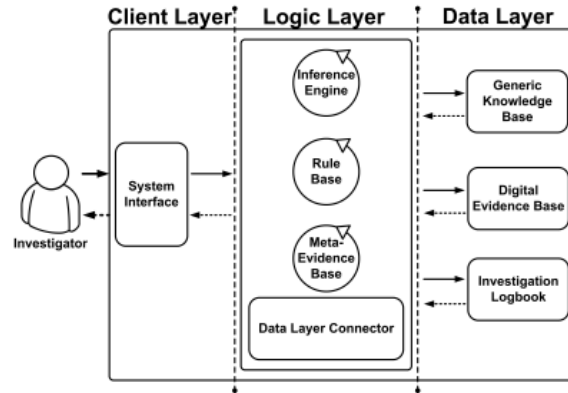 Client Layer
Logic Layer
Data Layer
Inference
Engine
Generic
Knowledge
Base
System
Interface
Rule
Base
Digital
Evidence Base
Investigator
Meta-
Evidence
Base
Investigation
Logbook
Data Layer Connector